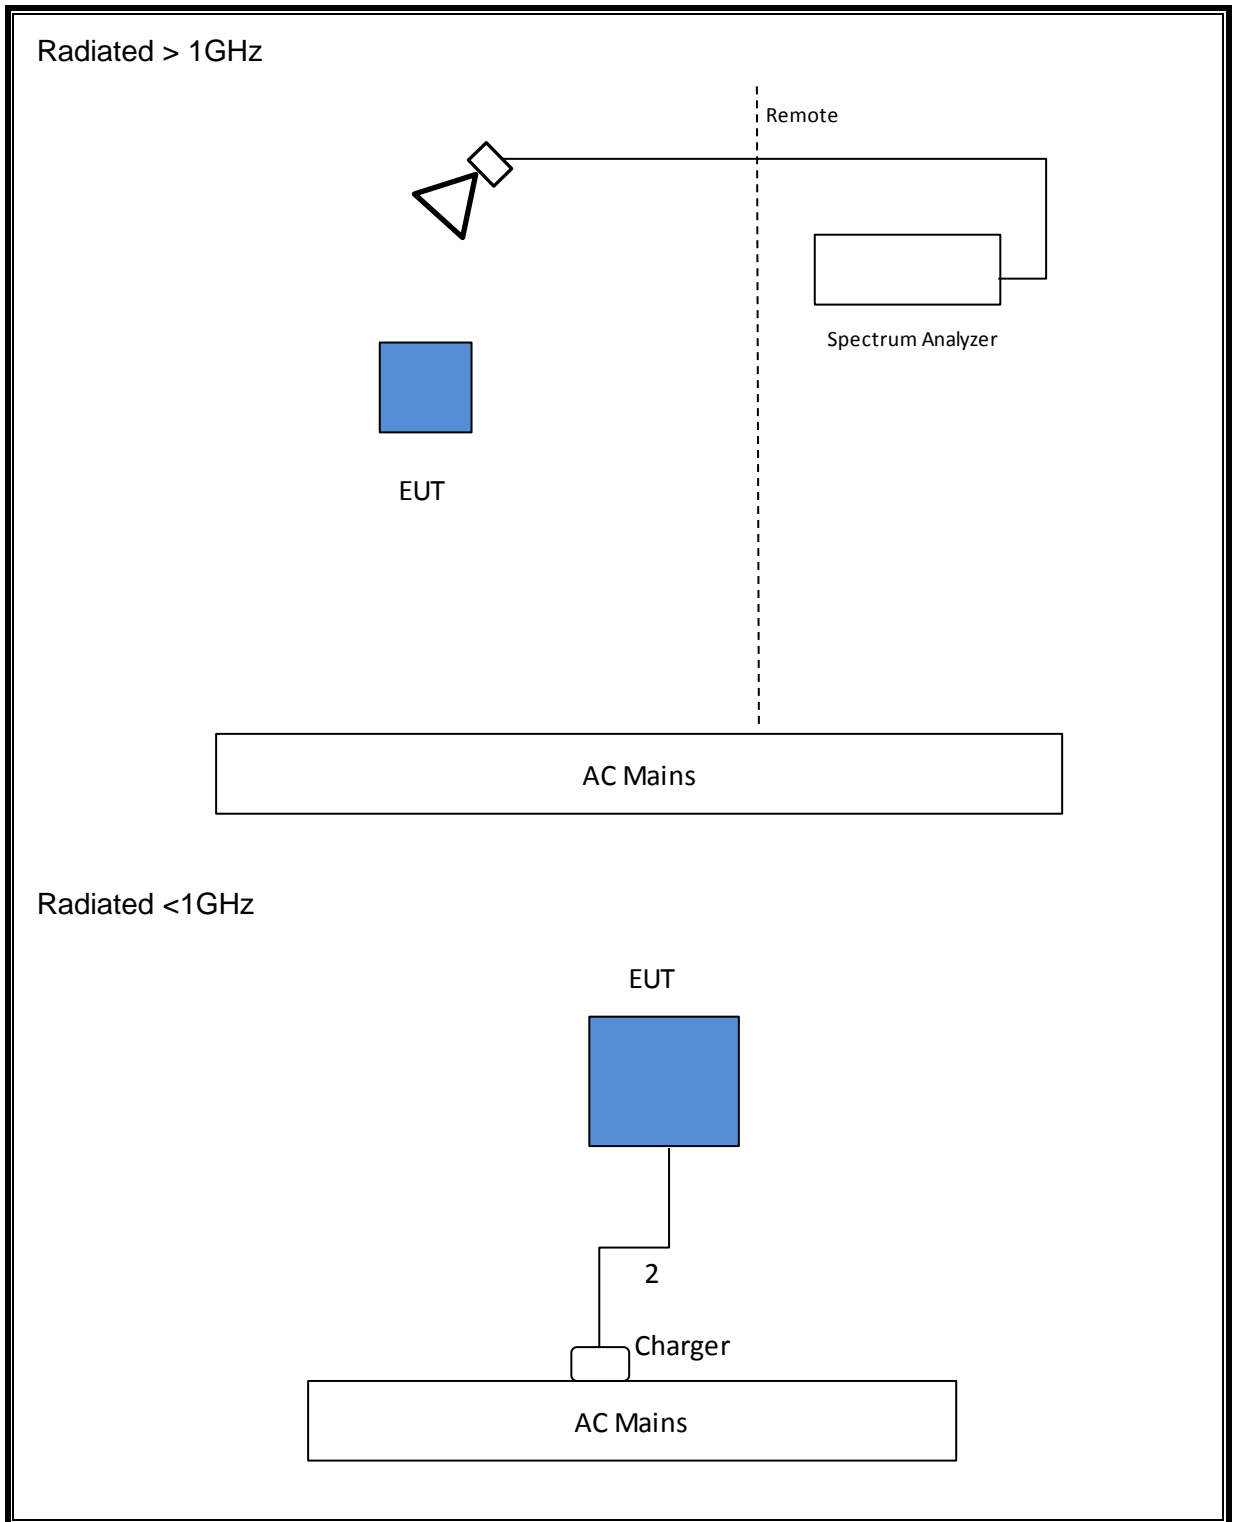 Radiated > 1GHz
Remote
Spectrum Analyzer
EUT
AC Mains
Radiated <1GHz
EUT
2
Charger
AC Mains